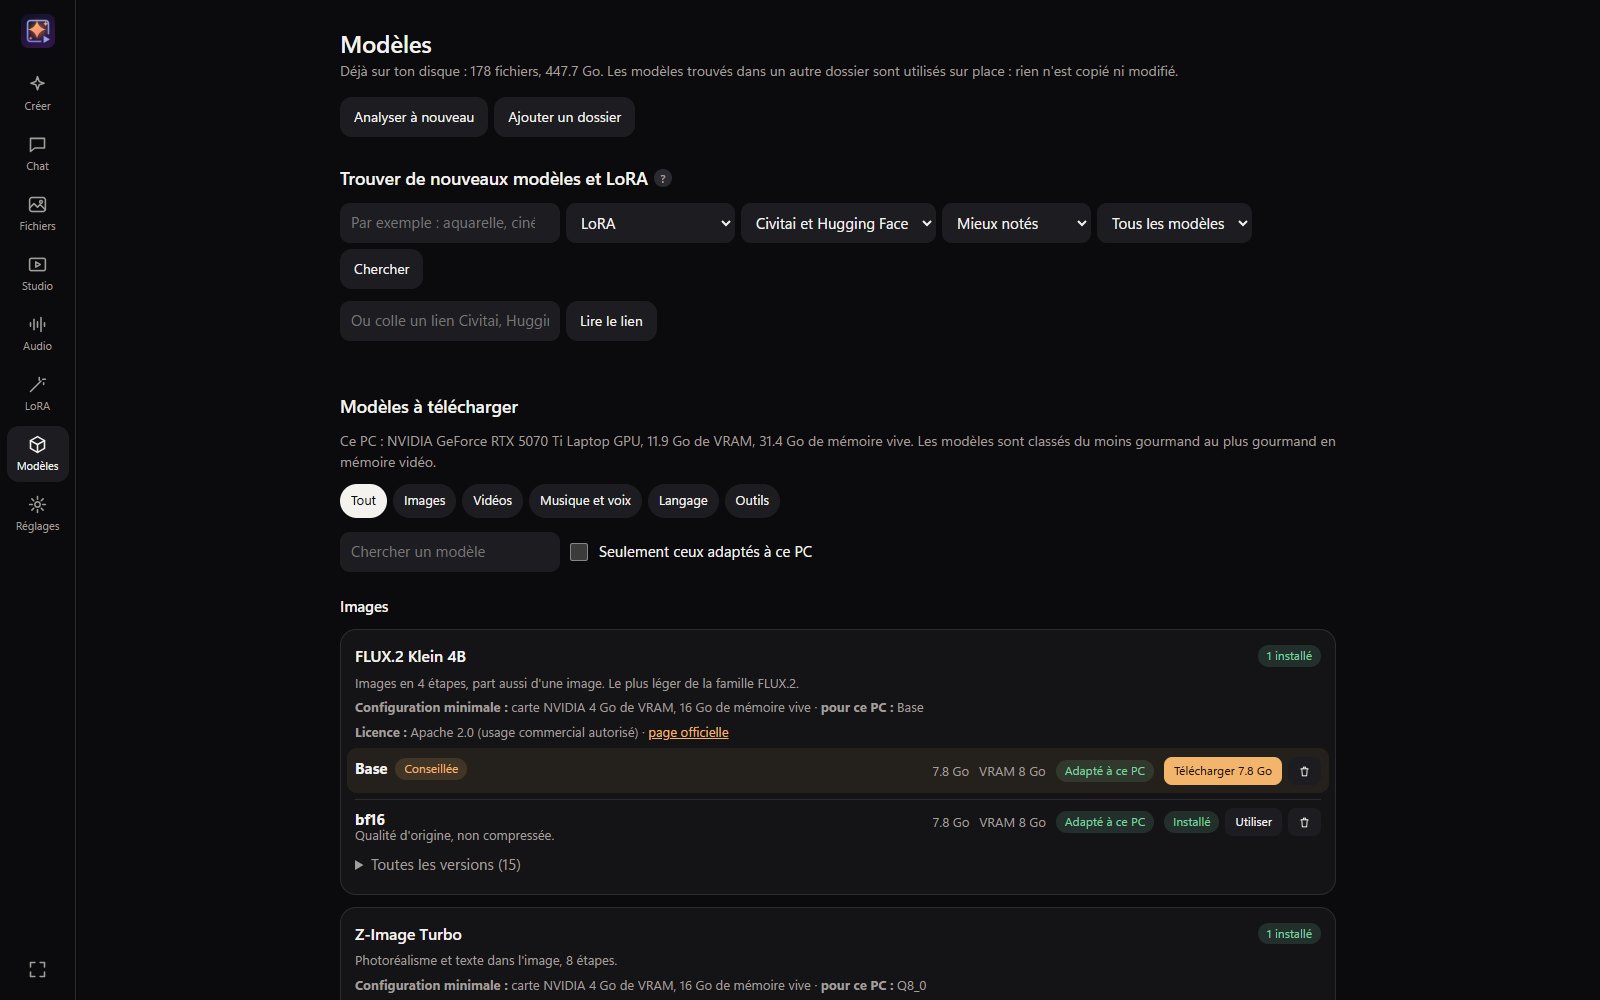 Créer
Chat
Fichiers
Studio
Audio
LoRA
Modèles
Réglages
Modèles
Déjà sur ton disque : 178 fichiers, 447.7 Go. Les modèles trouvés dans un autre dossier sont utilisés sur place : rien n'est copié ni modifié.
Analyser à nouveau Ajouter un dossier
Trouver de nouveaux modèles et LoRA ?
Par exemple : aquarelle, ciné LoRA Civitai et Hugging Face Mieux notés Tous les modèles
Chercher
Ou colle un lien Civitai, Huggin Lire le lien
Modèles à télécharger
Ce PC : NVIDIA GeForce RTX 5070 Ti Laptop GPU, 11.9 Go de VRAM, 31.4 Go de mémoire vive. Les modèles sont classés du moins gourmand au plus gourmand en
mémoire vidéo.
Tout Images Vidéos Musique et voix Langage Outils
Chercher un modèle Seulement ceux adaptés à ce PC
Images
FLUX.2 Klein 4B 1 installé
Images en 4 étapes, part aussi d'une image. Le plus léger de la famille FLUX.2.
Configuration minimale : carte NVIDIA 4 Go de VRAM, 16 Go de mémoire vive · pour ce PC : Base
Licence : Apache 2.0 (usage commercial autorisé) · page officielle
Base Conseillée 7.8 Go VRAM 8 Go Adapté à ce PC Télécharger 7.8 Go
bf16 7.8 Go VRAM 8 Go Adapté à ce PC Installé Utiliser
Qualité d'origine, non compressée.
Toutes les versions (15)
Z-Image Turbo 1 installé
Photoréalisme et texte dans l'image, 8 étapes.
Configuration minimale : carte NVIDIA 4 Go de VRAM, 16 Go de mémoire vive · pour ce PC : Q8_0